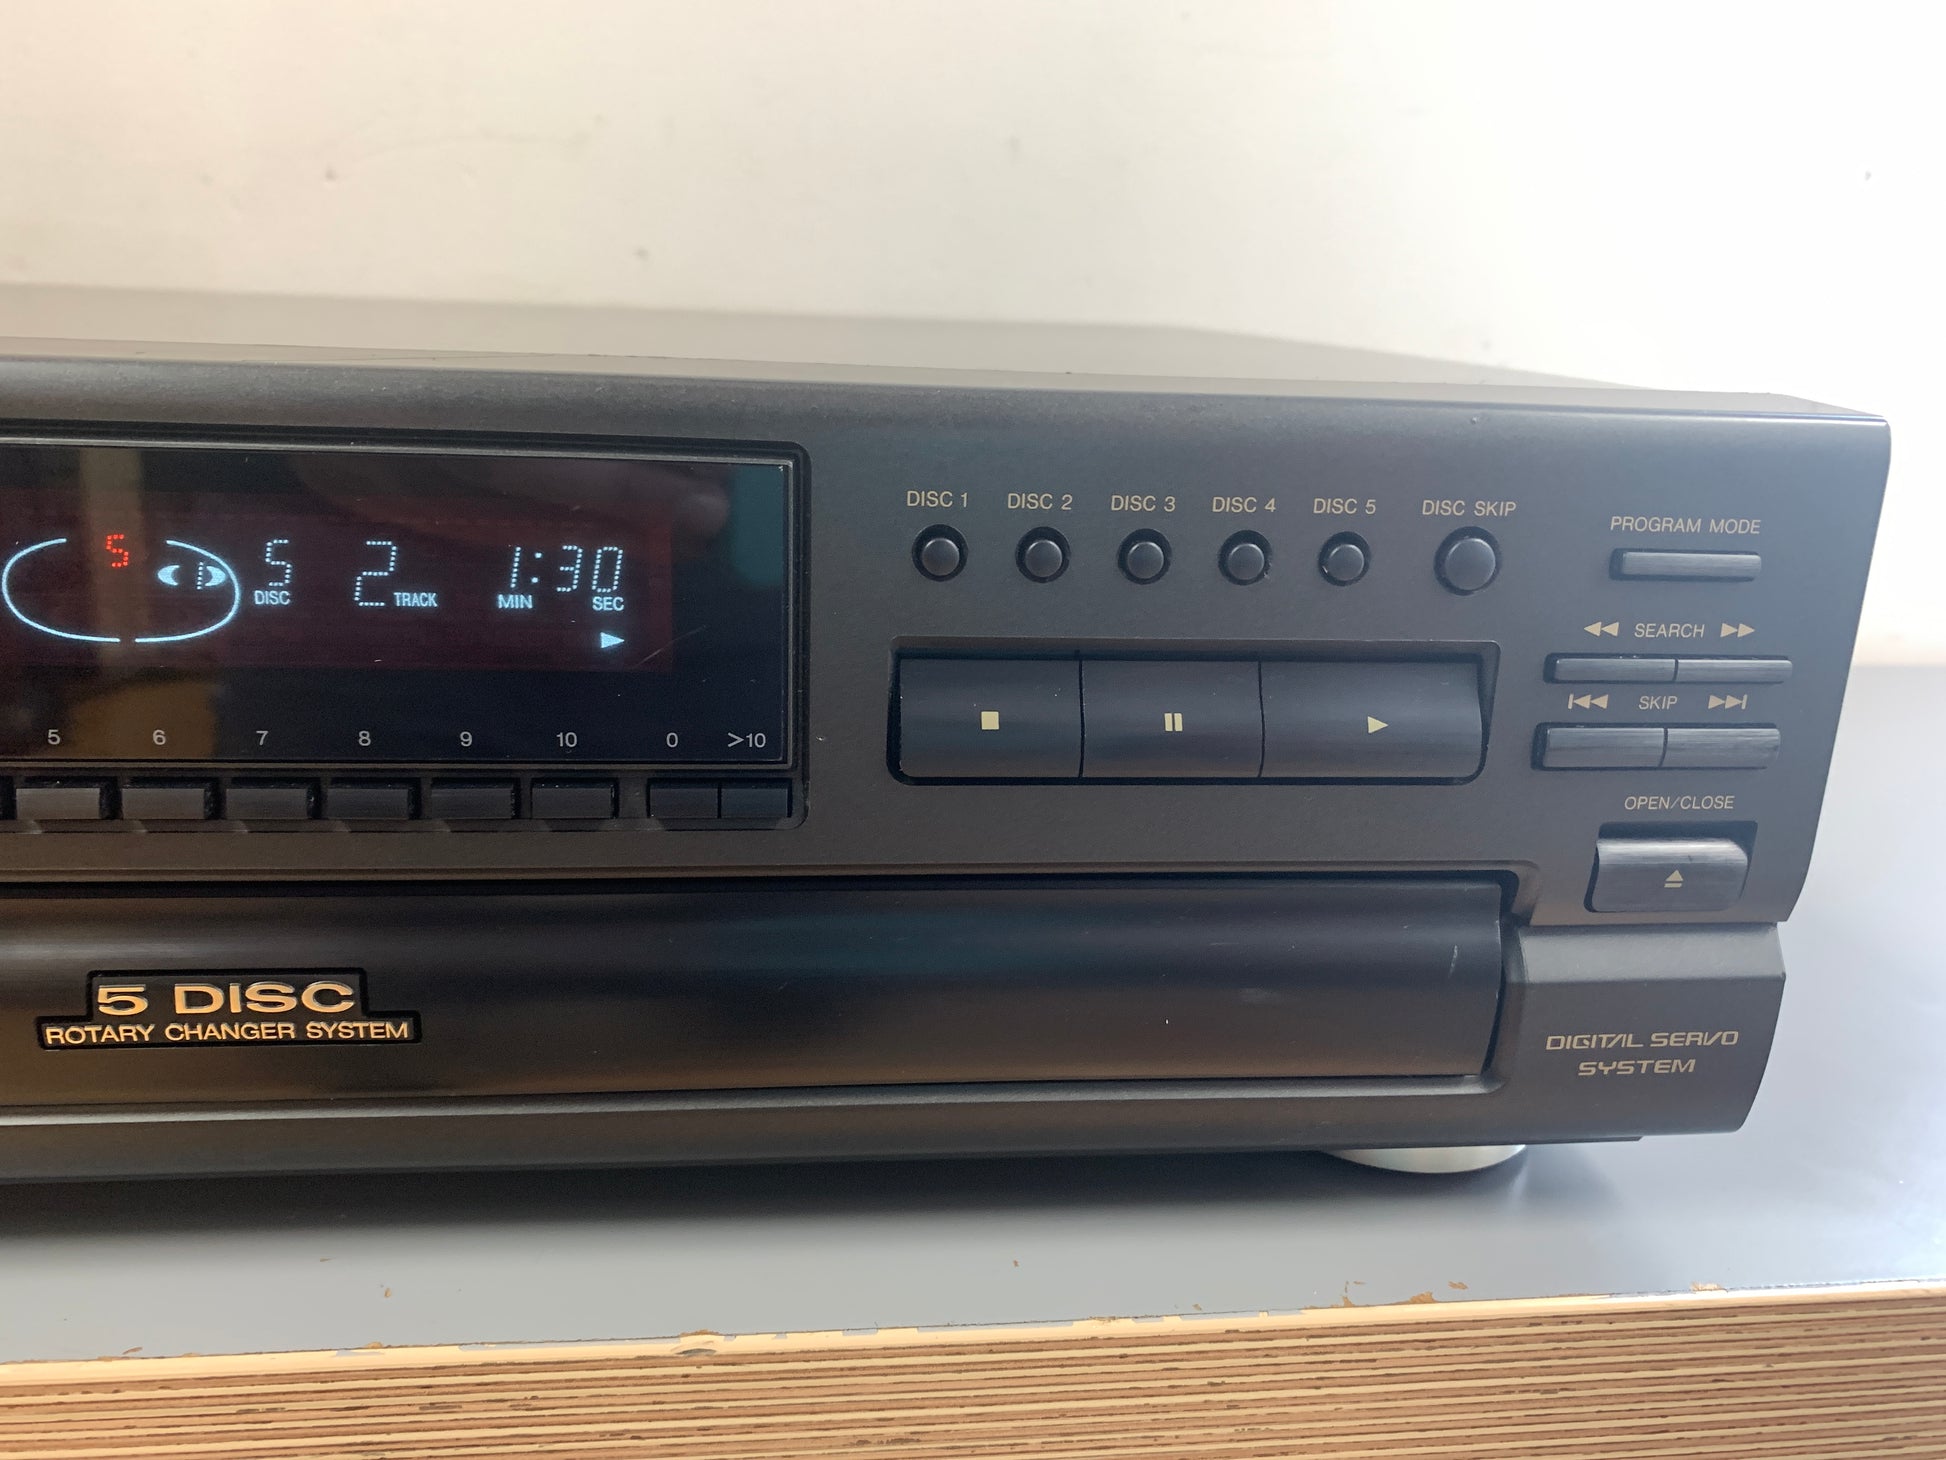 DISC 1 DISC 2 DISC 3 DISC 4 DISC 5 DISC SKIP
PROGRAM MODE
5
5 DISC 2 TRACK 1:30
MIN SEC
SEARCH
SKIP
5 6 7 8 9 10 0 >10
OPEN/CLOSE
5 DISC
ROTARY CHANGER SYSTEM
DIGITAL SERVO
SYSTEM